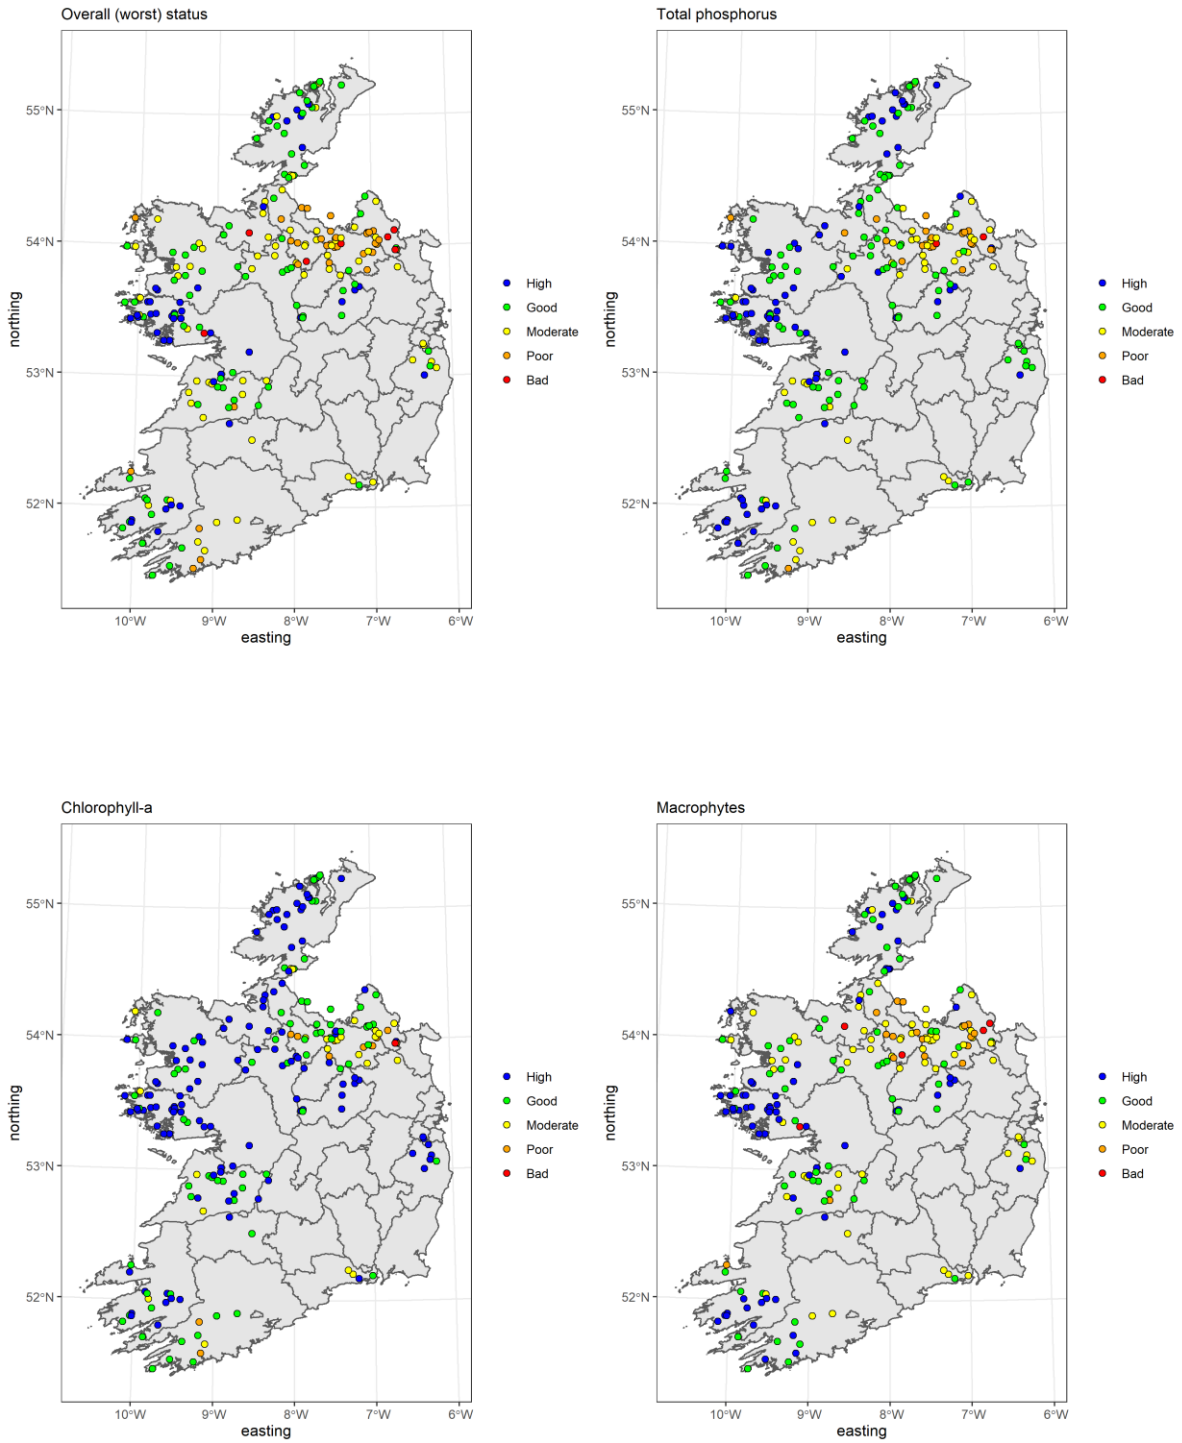 Overall (worst) status
55°N
54°N
53°N
52°N
northing
10°W 9°W 8°W 7°W 6°W
easting
High
Good
Moderate
Poor
Bad
Total phosphorus
55°N
54°N
53°N
52°N
northing
10°W 9°W 8°W 7°W 6°W
easting
High
Good
Moderate
Poor
Bad
Chlorophyll-a
55°N
54°N
53°N
52°N
northing
10°W 9°W 8°W 7°W 6°W
easting
High
Good
Moderate
Poor
Bad
Macrophytes
55°N
54°N
53°N
52°N
northing
10°W 9°W 8°W 7°W 6°W
easting
High
Good
Moderate
Poor
Bad